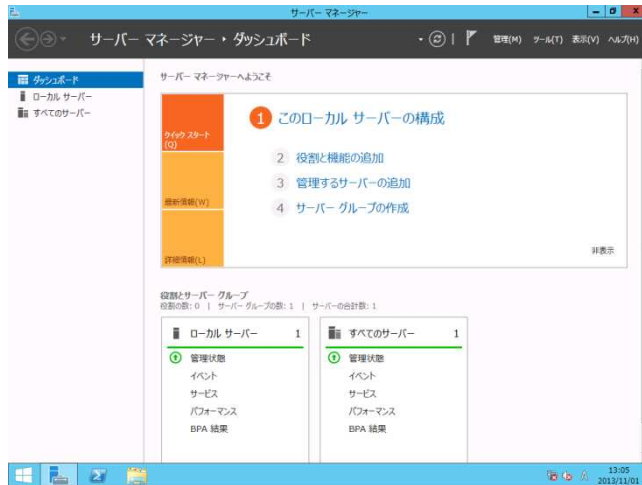 サーバー マネージャー
サーバー マネージャー ・ ダッシュボード
管理(M) ツール(T) 表示(V) ヘルプ(H)
ダッシュボード
ローカル サーバー
すべてのサーバー
サーバー マネージャーへようこそ
クイック スタート(Q)
最新情報(W)
詳細情報(L)
1 このローカル サーバーの構成
2 役割と機能の追加
3 管理するサーバーの追加
4 サーバー グループの作成
非表示
役割とサーバー グループ
役割の数: 0 | サーバー グループの数: 1 | サーバーの合計数: 1
ローカル サーバー 1
管理状態
イベント
サービス
パフォーマンス
BPA 結果
すべてのサーバー 1
管理状態
イベント
サービス
パフォーマンス
BPA 結果
A
13:05
2013/11/01